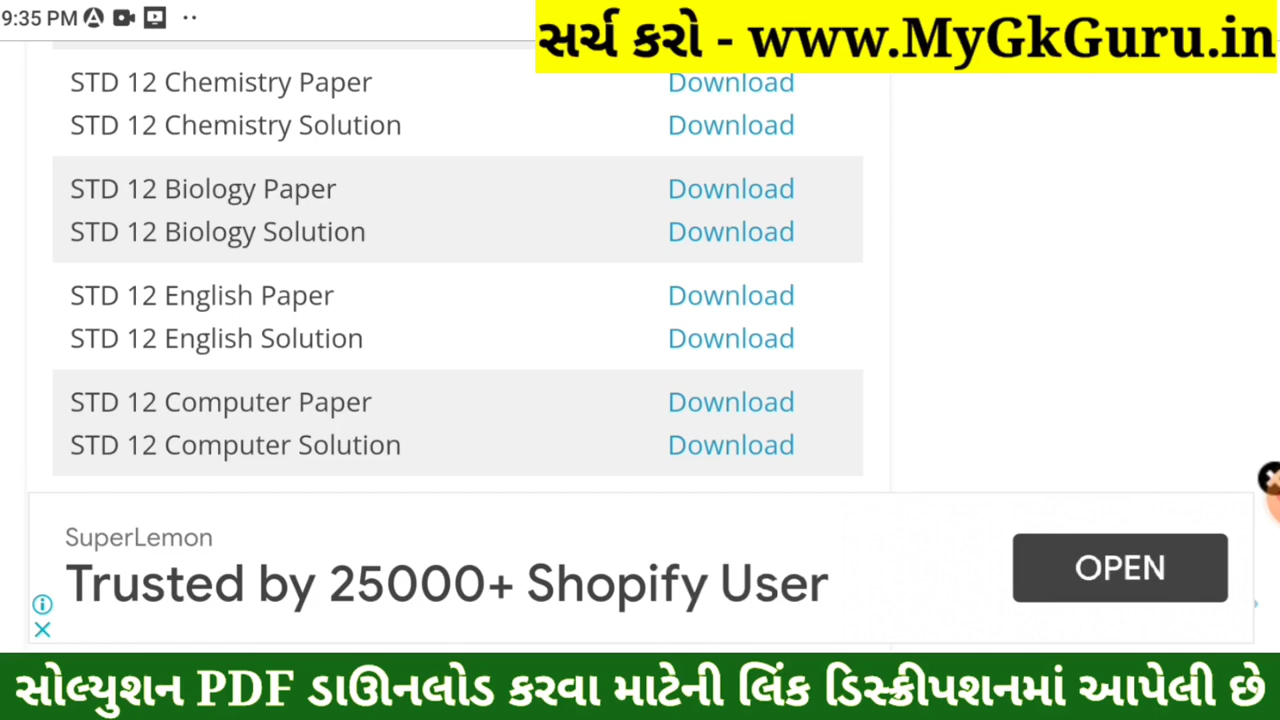 9:35 PM
સર્ચ કરો - www.MyGkGuru.in
STD 12 Chemistry Paper Download
STD 12 Chemistry Solution Download
STD 12 Biology Paper Download
STD 12 Biology Solution Download
STD 12 English Paper Download
STD 12 English Solution Download
STD 12 Computer Paper Download
STD 12 Computer Solution Download
SuperLemon
Trusted by 25000+ Shopify User
OPEN
સોલ્યુશન PDF ડાઊનલોડ કરવા માટેની લિંક ડિસ્ક્રીપશનમાં આપેલી છે